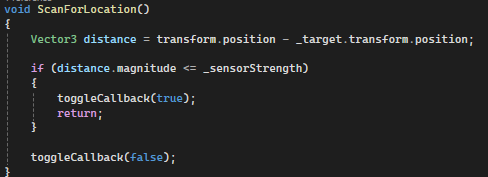 void ScanForLocation()
{
Vector3 distance = transform.position - _target.transform.position;
if (distance.magnitude <= _sensorStrength)
{
toggleCallback(true);
return;
}
toggleCallback(false);
}